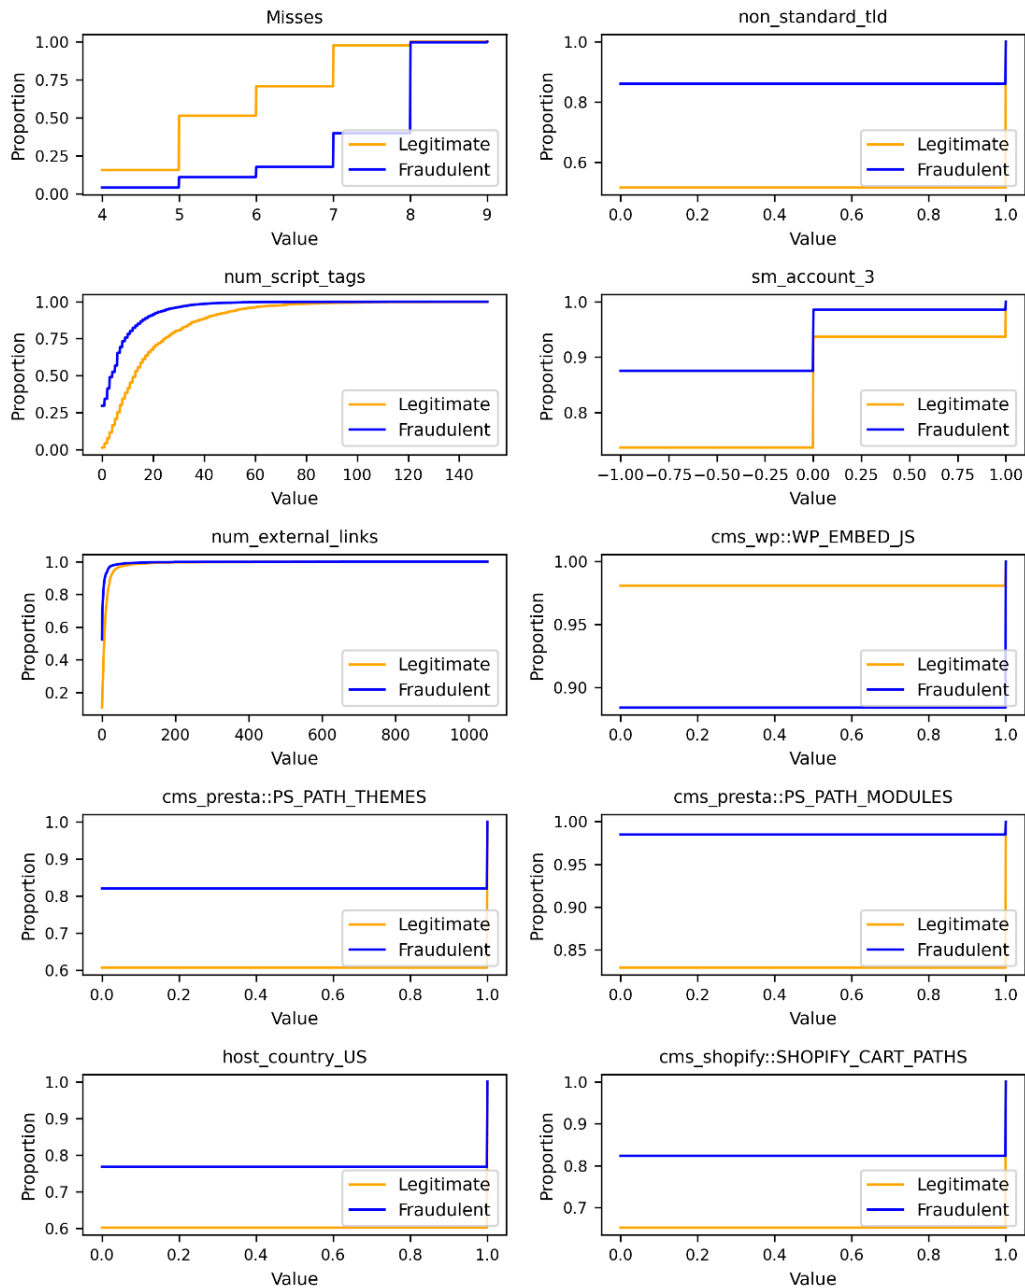 Misses
1.00
0.75
0.50
0.25
0.00
Proportion
Legitimate
Fraudulent
4 5 6 7 8 9
Value
non_standard_tld
1.0
0.8
0.6
Proportion
Legitimate
Fraudulent
0.0 0.2 0.4 0.6 0.8 1.0
Value
num_script_tags
1.00
0.75
0.50
0.25
0.00
Proportion
Legitimate
Fraudulent
0 20 40 60 80 100 120 140
Value
sm_account_3
1.0
0.9
0.8
Proportion
Legitimate
Fraudulent
−1.00 −0.75 −0.50 −0.25 0.00 0.25 0.50 0.75 1.00
Value
num_external_links
1.0
0.8
0.6
0.4
0.2
Proportion
Legitimate
Fraudulent
0 200 400 600 800 1000
Value
cms_wp::WP_EMBED_JS
1.00
0.95
0.90
Proportion
Legitimate
Fraudulent
0.0 0.2 0.4 0.6 0.8 1.0
Value
cms_presta::PS_PATH_THEMES
1.0
0.9
0.8
0.7
0.6
Proportion
Legitimate
Fraudulent
0.0 0.2 0.4 0.6 0.8 1.0
Value
cms_presta::PS_PATH_MODULES
1.00
0.95
0.90
0.85
Proportion
Legitimate
Fraudulent
0.0 0.2 0.4 0.6 0.8 1.0
Value
host_country_US
1.0
0.9
0.8
0.7
0.6
Proportion
Legitimate
Fraudulent
0.0 0.2 0.4 0.6 0.8 1.0
Value
cms_shopify::SHOPIFY_CART_PATHS
1.0
0.9
0.8
0.7
Proportion
Legitimate
Fraudulent
0.0 0.2 0.4 0.6 0.8 1.0
Value